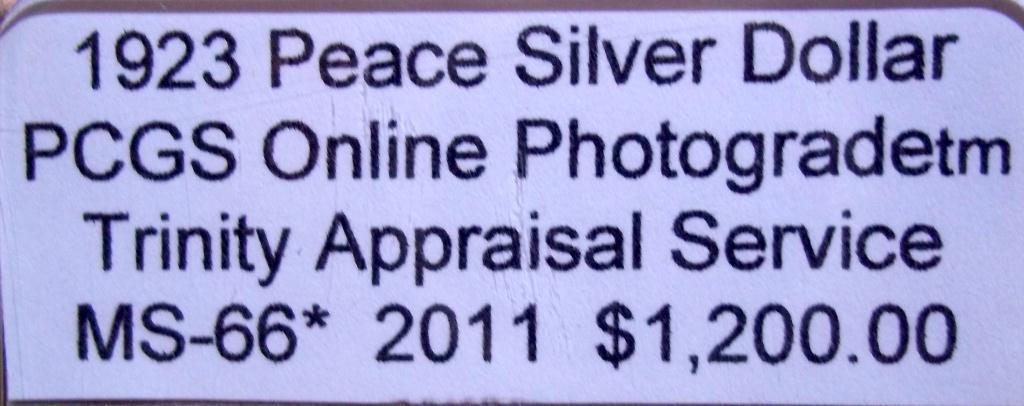 1923 Peace Silver Dollar
PCGS Online Photogradetm
Trinity Appraisal Service
MS-66* 2011 $1,200.00